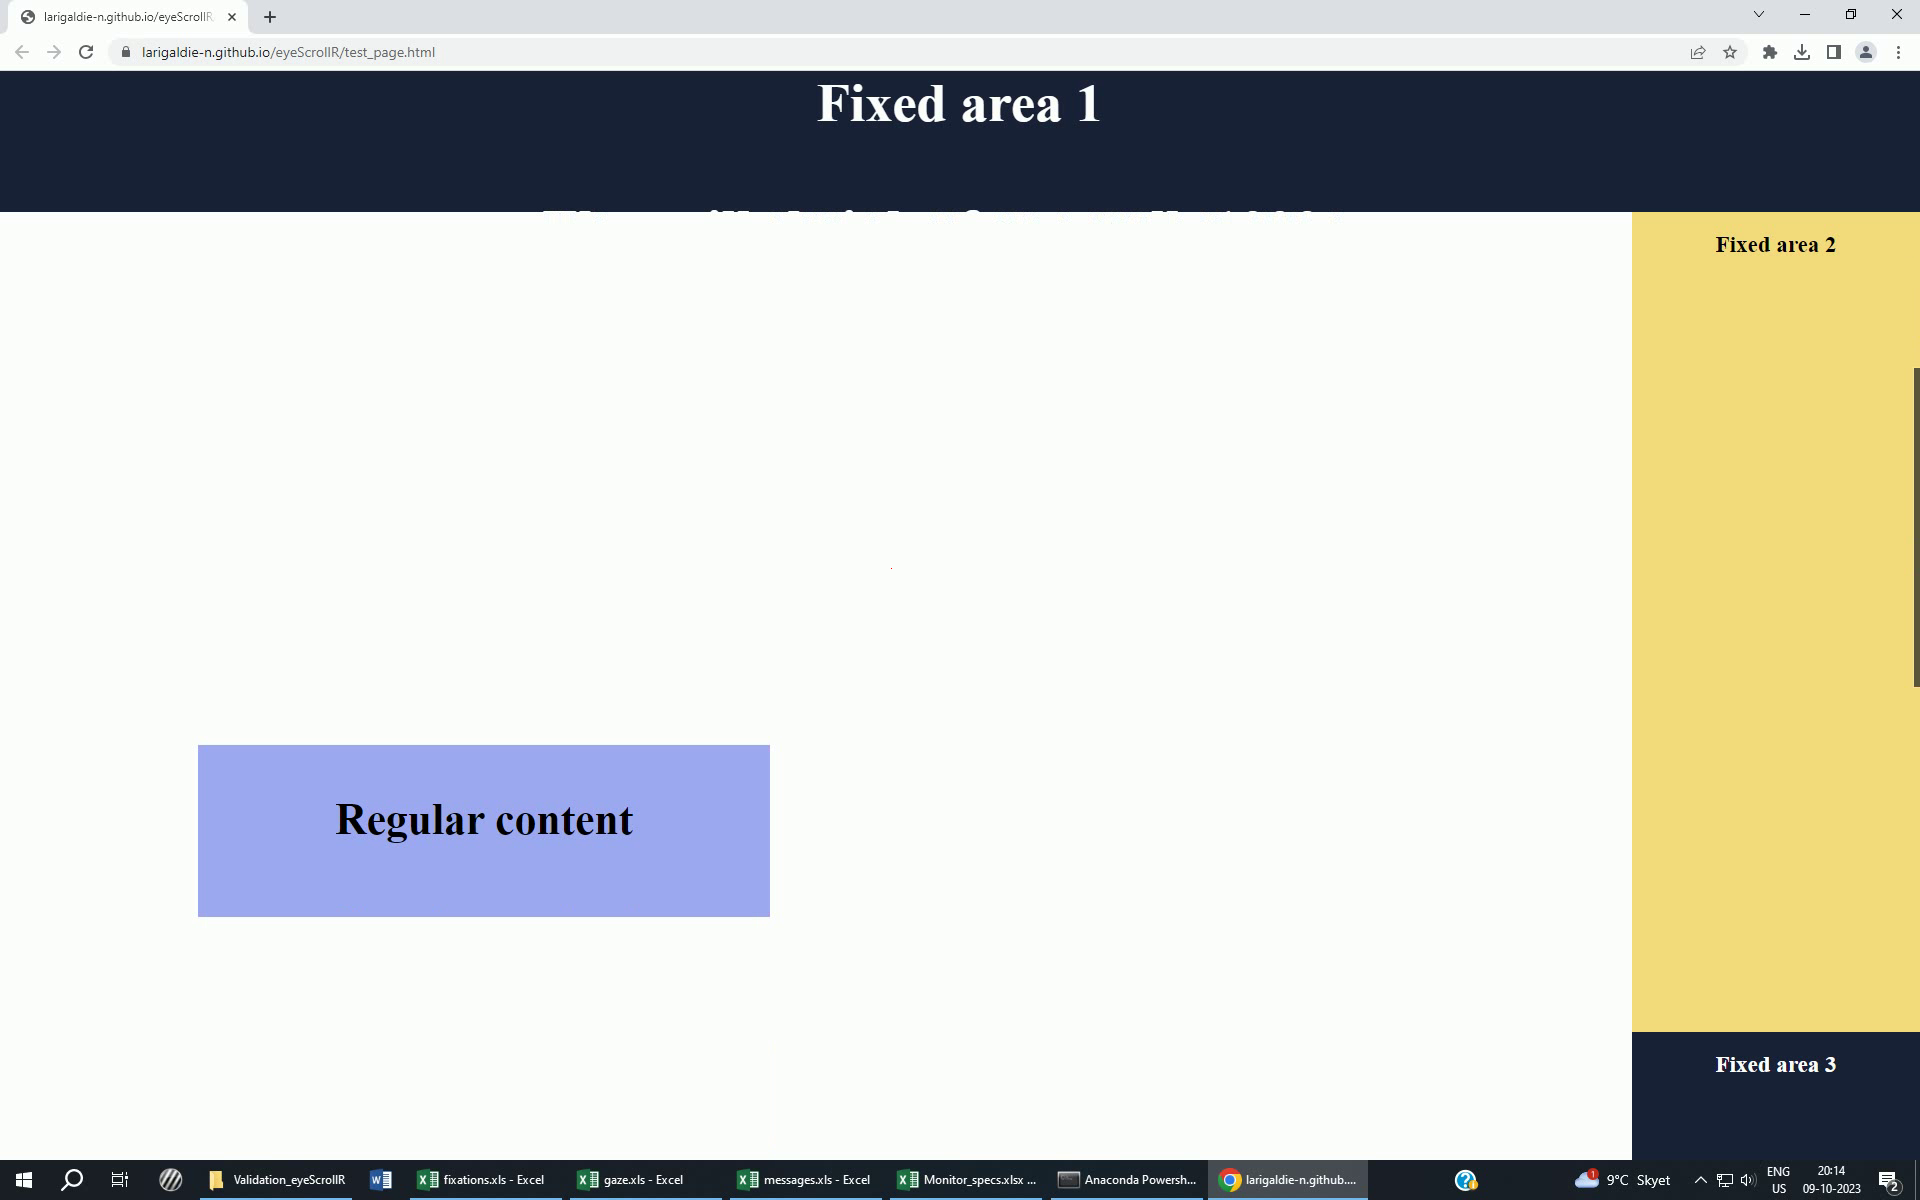 larigaldie-n.github.io/eyeScrollR
larigaldie-n.github.io/eyeScrollR/test_page.html
Fixed area 1
Fixed area 2
Regular content
Fixed area 3
Validation_eyeScrollR
fixations.xls - Excel
gaze.xls - Excel
messages.xls - Excel
Monitor_specs.xlsx ...
Anaconda Powersh...
larigaldie-n.github....
1
9°C Skyet
ENG
US
20:14
09-10-2023
2